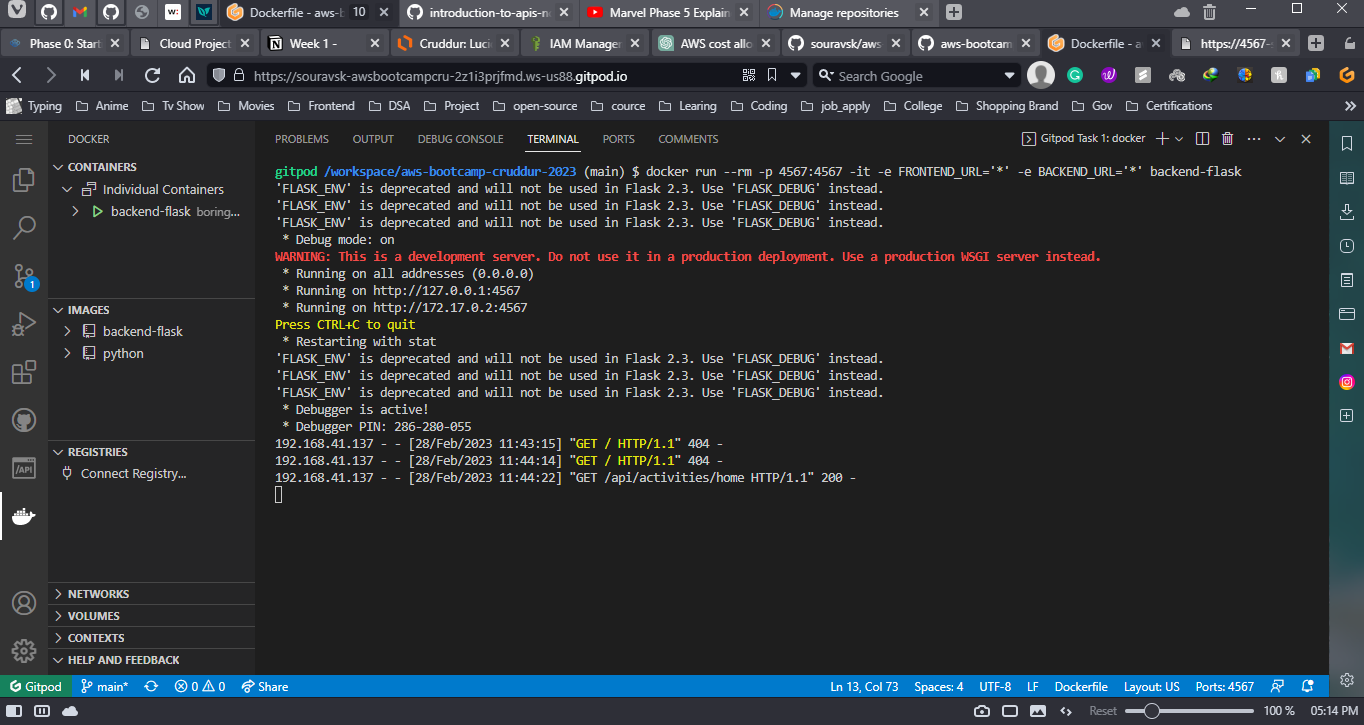 Dockerfile - aws-b 10
introduction-to-apis-n
Marvel Phase 5 Explain
Manage repositories
Phase 0: Start
Cloud Project
Week 1 -
Cruddur: Luci
IAM Manager
AWS cost allo
souravsk/aws
aws-bootcam
Dockerfile - a
https://4567-s
https://souravsk-awsbootcampcru-2z1i3prjfmd.ws-us88.gitpod.io
Search Google
Typing Anime Tv Show Movies Frontend DSA Project open-source cource Learing Coding job_apply College Shopping Brand Gov Certifications »
DOCKER
PROBLEMS OUTPUT DEBUG CONSOLE TERMINAL PORTS COMMENTS
Gitpod Task 1: docker
CONTAINERS
Individual Containers
backend-flask boring...
IMAGES
backend-flask
python
REGISTRIES
Connect Registry...
NETWORKS
VOLUMES
CONTEXTS
HELP AND FEEDBACK
/API
1
gitpod /workspace/aws-bootcamp-cruddur-2023 (main) $ docker run --rm -p 4567:4567 -it -e FRONTEND_URL='*' -e BACKEND_URL='*' backend-flask
'FLASK_ENV' is deprecated and will not be used in Flask 2.3. Use 'FLASK_DEBUG' instead.
'FLASK_ENV' is deprecated and will not be used in Flask 2.3. Use 'FLASK_DEBUG' instead.
'FLASK_ENV' is deprecated and will not be used in Flask 2.3. Use 'FLASK_DEBUG' instead.
* Debug mode: on
WARNING: This is a development server. Do not use it in a production deployment. Use a production WSGI server instead.
* Running on all addresses (0.0.0.0)
* Running on http://127.0.0.1:4567
* Running on http://172.17.0.2:4567
Press CTRL+C to quit
* Restarting with stat
'FLASK_ENV' is deprecated and will not be used in Flask 2.3. Use 'FLASK_DEBUG' instead.
'FLASK_ENV' is deprecated and will not be used in Flask 2.3. Use 'FLASK_DEBUG' instead.
'FLASK_ENV' is deprecated and will not be used in Flask 2.3. Use 'FLASK_DEBUG' instead.
* Debugger is active!
* Debugger PIN: 286-280-055
192.168.41.137 - - [28/Feb/2023 11:43:15] "GET / HTTP/1.1" 404 -
192.168.41.137 - - [28/Feb/2023 11:44:14] "GET / HTTP/1.1" 404 -
192.168.41.137 - - [28/Feb/2023 11:44:22] "GET /api/activities/home HTTP/1.1" 200 -
Gitpod main* 0 0 Share
Ln 13, Col 73 Spaces: 4 UTF-8 LF Dockerfile Layout: US Ports: 4567
Reset 100 % 05:14 PM